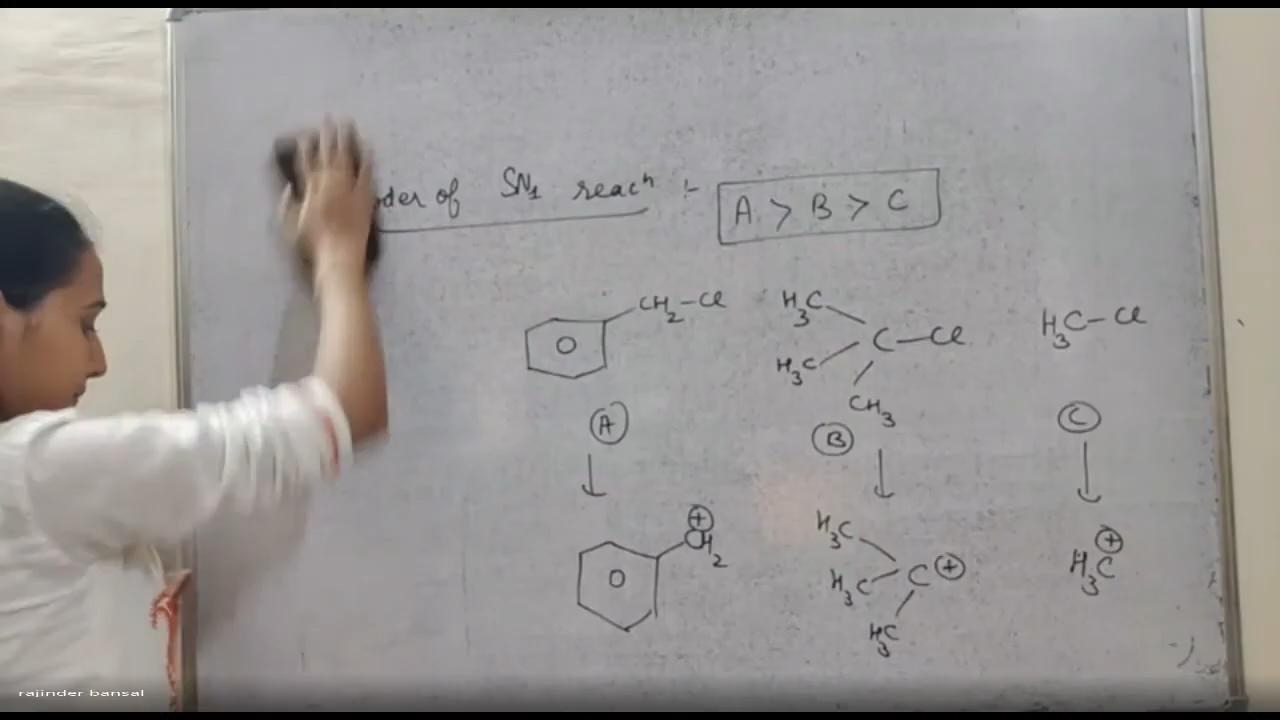 der of SN1 reacⁿ :- A > B > C
CH2-Cl H3C H3C C-Cl CH3 H3C-Cl
A B C
⊕ CH2 H3C H3C H3C C⊕ H3C⊕
rajinder bansal